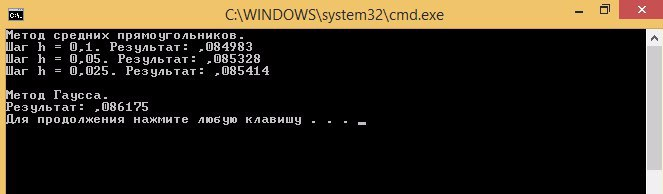 C:\WINDOWS\system32\cmd.exe
Метод средних прямоугольников.
Шаг h = 0,1. Результат: ,084983
Шаг h = 0,05. Результат: ,085328
Шаг h = 0,025. Результат: ,085414
Метод Гаусса.
Результат: ,086175
Для продолжения нажмите любую клавишу . . .